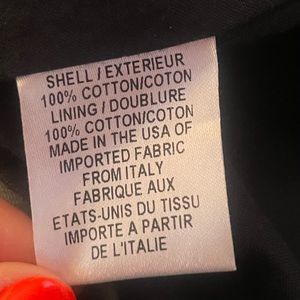 SHELL / EXTERIEUR
100% COTTON/COTON
LINING / DOUBLURE
100% COTTON/COTON
MADE IN THE USA OF
IMPORTED FABRIC
FROM ITALY
FABRIQUE AUX
ETATS-UNIS DU TISSU
IMPORTE A PARTIR
DE L'ITALIE